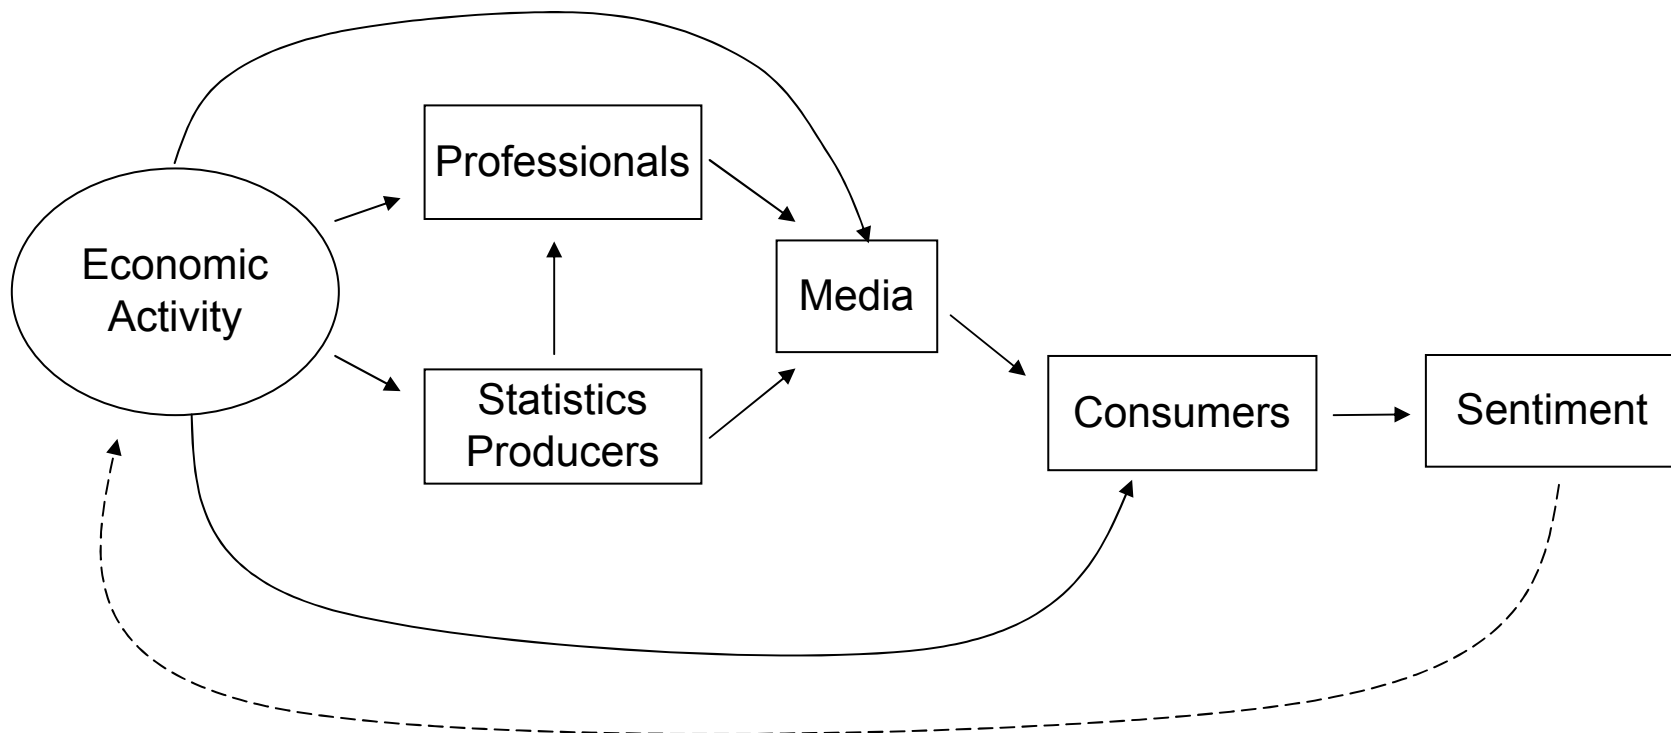 Professionals
Economic
Activity
Media
Statistics
Producers
Consumers
Sentiment